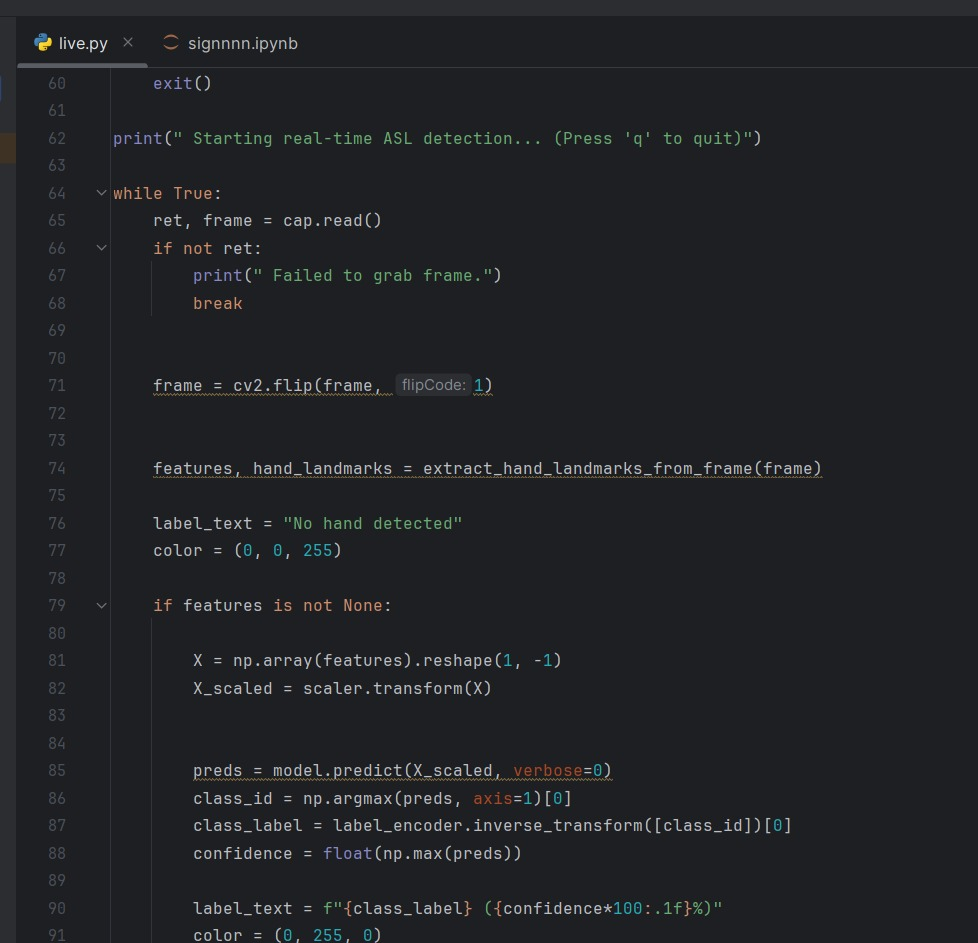 live.py × signnnn.ipynb
60 exit()
61
62 print(" Starting real-time ASL detection... (Press 'q' to quit)")
63
64 while True:
65 ret, frame = cap.read()
66 if not ret:
67 print(" Failed to grab frame.")
68 break
69
70
71 frame = cv2.flip(frame, flipCode: 1)
72
73
74 features, hand_landmarks = extract_hand_landmarks_from_frame(frame)
75
76 label_text = "No hand detected"
77 color = (0, 0, 255)
78
79 if features is not None:
80
81 X = np.array(features).reshape(1, -1)
82 X_scaled = scaler.transform(X)
83
84
85 preds = model.predict(X_scaled, verbose=0)
86 class_id = np.argmax(preds, axis=1)[0]
87 class_label = label_encoder.inverse_transform([class_id])[0]
88 confidence = float(np.max(preds))
89
90 label_text = f"{class_label} ({confidence*100:.1f}%)"
91 color = (0, 255, 0)